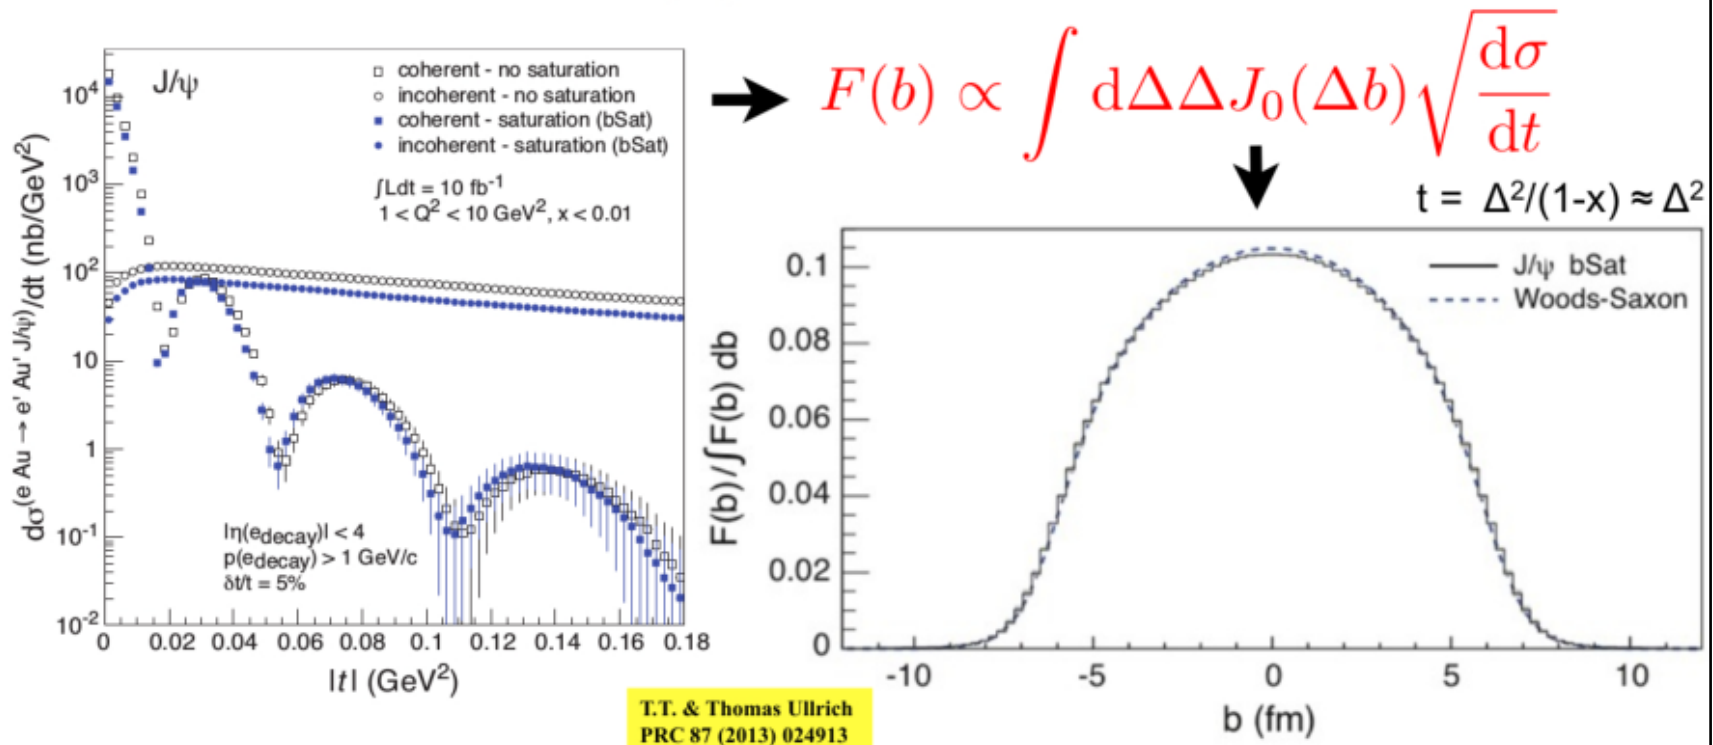 J/ψ
□ coherent - no saturation
○ incoherent - no saturation
■ coherent - saturation (bSat)
● incoherent - saturation (bSat)
∫Ldt = 10 fb⁻¹
1 < Q² < 10 GeV², x < 0.01
|η(e_decay)| < 4
p(e_decay) > 1 GeV/c
δt/t = 5%
10⁴
10³
10²
10
1
10⁻¹
10⁻²
dσ(e Au → e' Au' J/ψ)/dt (nb/GeV²)
0 0.02 0.04 0.06 0.08 0.1 0.12 0.14 0.16 0.18
|t| (GeV²)
F(b) ∝ ∫ dΔΔJ₀(Δb)√(dσ/dt)
t = Δ²/(1-x) ≈ Δ²
J/ψ bSat
Woods-Saxon
0.1
0.08
0.06
0.04
0.02
0
F(b)/∫F(b) db
-10 -5 0 5 10
b (fm)
T.T. & Thomas Ullrich
PRC 87 (2013) 024913